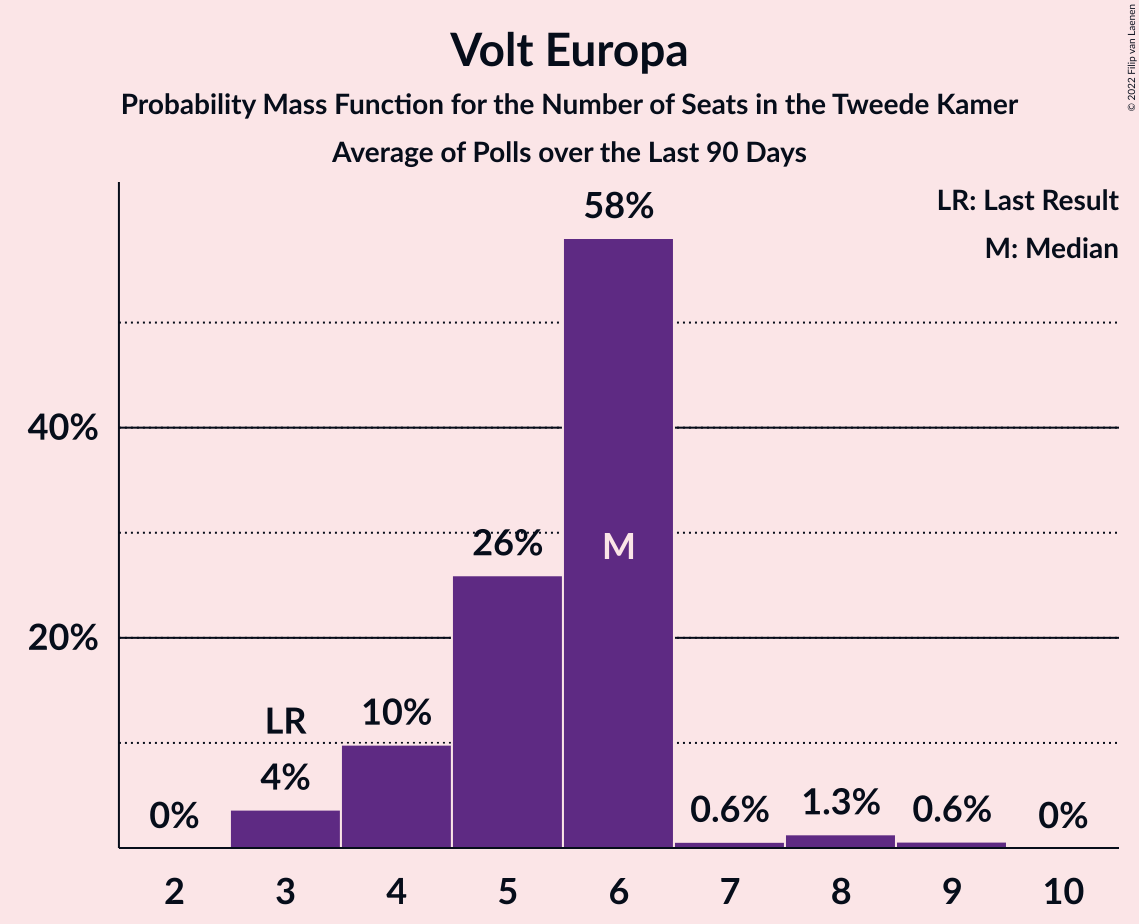 Volt Europa
Probability Mass Function for the Number of Seats in the Tweede Kamer
Average of Polls over the Last 90 Days
© 2022 Filip van Laenen
LR: Last Result
M: Median
58%
40%
26%
M
20%
LR
10%
4%
0%
0.6%
1.3%
0.6%
0%
2 3 4 5 6 7 8 9 10